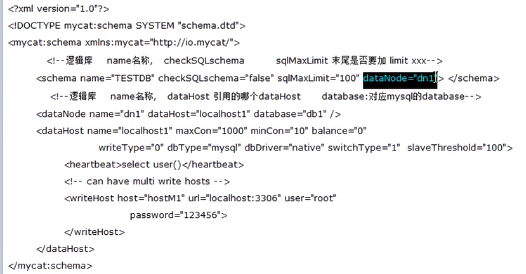 <?xml version="1.0"?>
<!DOCTYPE mycat:schema SYSTEM "schema.dtd">
<mycat:schema xmlns:mycat="http://io.mycat/">
<!--逻辑库 name名称, checkSQLschema sqlMaxLimit 末尾是否要加 limit xxx-->
<schema name="TESTDB" checkSQLschema="false" sqlMaxLimit="100" dataNode="dn1"> </schema>
<!--逻辑库 name名称, dataHost 引用的哪个dataHost database:对应mysql的database-->
<dataNode name="dn1" dataHost="localhost1" database="db1" />
<dataHost name="localhost1" maxCon="1000" minCon="10" balance="0"
writeType="0" dbType="mysql" dbDriver="native" switchType="1" slaveThreshold="100">
<heartbeat>select user()</heartbeat>
<!-- can have multi write hosts -->
<writeHost host="hostM1" url="localhost:3306" user="root"
password="123456">
</writeHost>
</dataHost>
</mycat:schema>